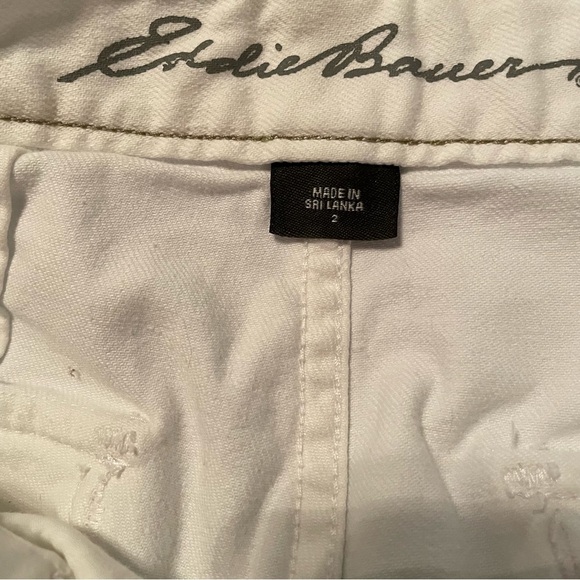 Eddie Bauer
MADE IN
SRI LANKA
2